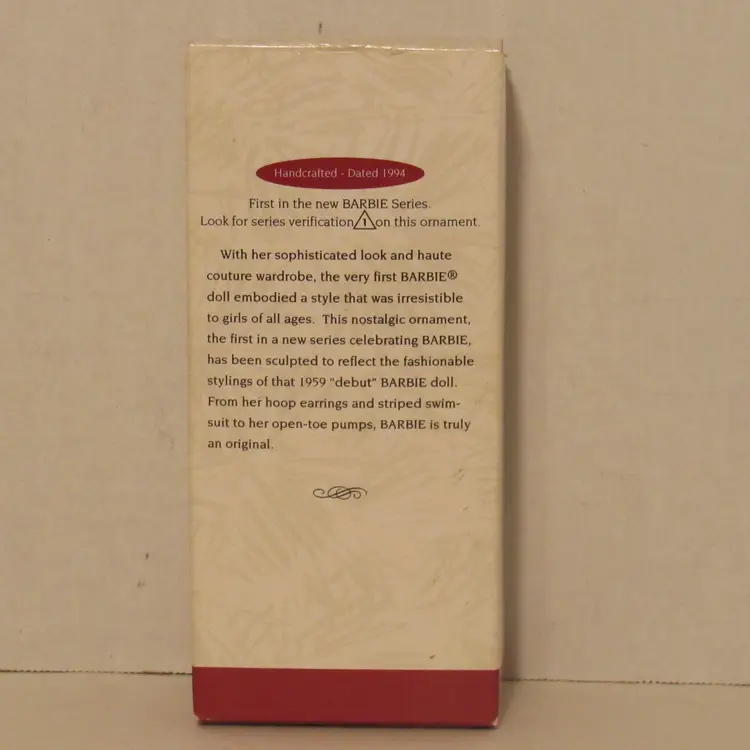 Handcrafted - Dated 1994
First in the new BARBIE Series.
Look for series verification 1 on this ornament.
With her sophisticated look and haute
couture wardrobe, the very first BARBIE®
doll embodied a style that was irresistible
to girls of all ages. This nostalgic ornament,
the first in a new series celebrating BARBIE,
has been sculpted to reflect the fashionable
stylings of that 1959 "debut" BARBIE doll.
From her hoop earrings and striped swim-
suit to her open-toe pumps, BARBIE is truly
an original.